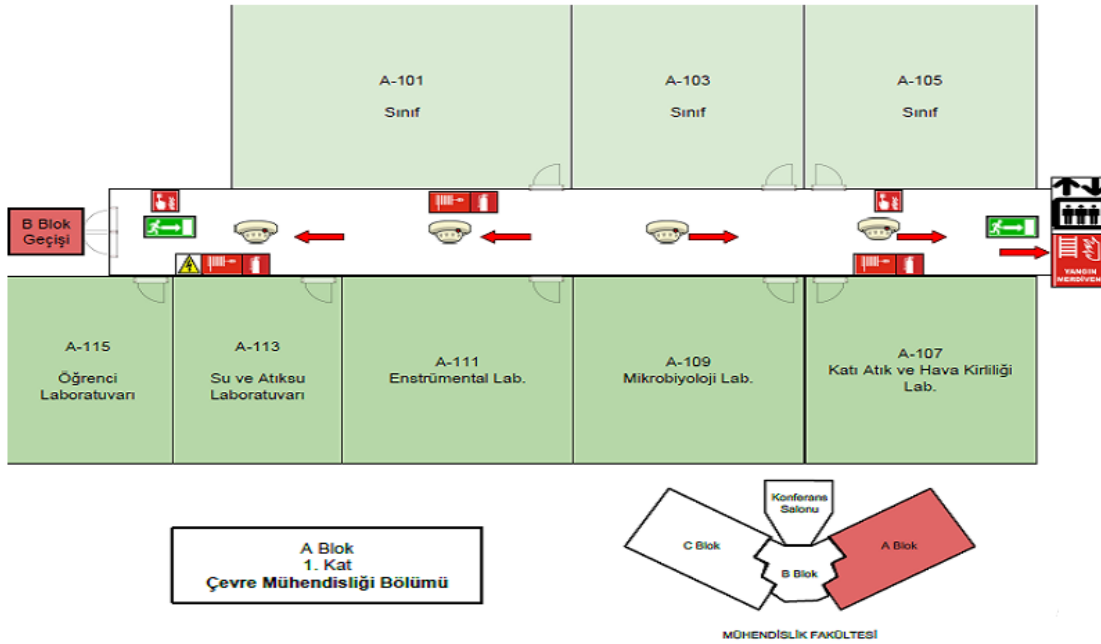 A-101
Sınıf
A-103
Sınıf
A-105
Sınıf
B Blok
Geçişi
YANGIN
MERDİVENİ
A-115
Öğrenci
Laboratuvarı
A-113
Su ve Atıksu
Laboratuvarı
A-111
Enstrümental Lab.
A-109
Mikrobiyoloji Lab.
A-107
Katı Atık ve Hava Kirliliği
Lab.
A Blok
1. Kat
Çevre Mühendisliği Bölümü
Konferans
Salonu
C Blok
B Blok
A Blok
MÜHENDİSLİK FAKÜLTESİ